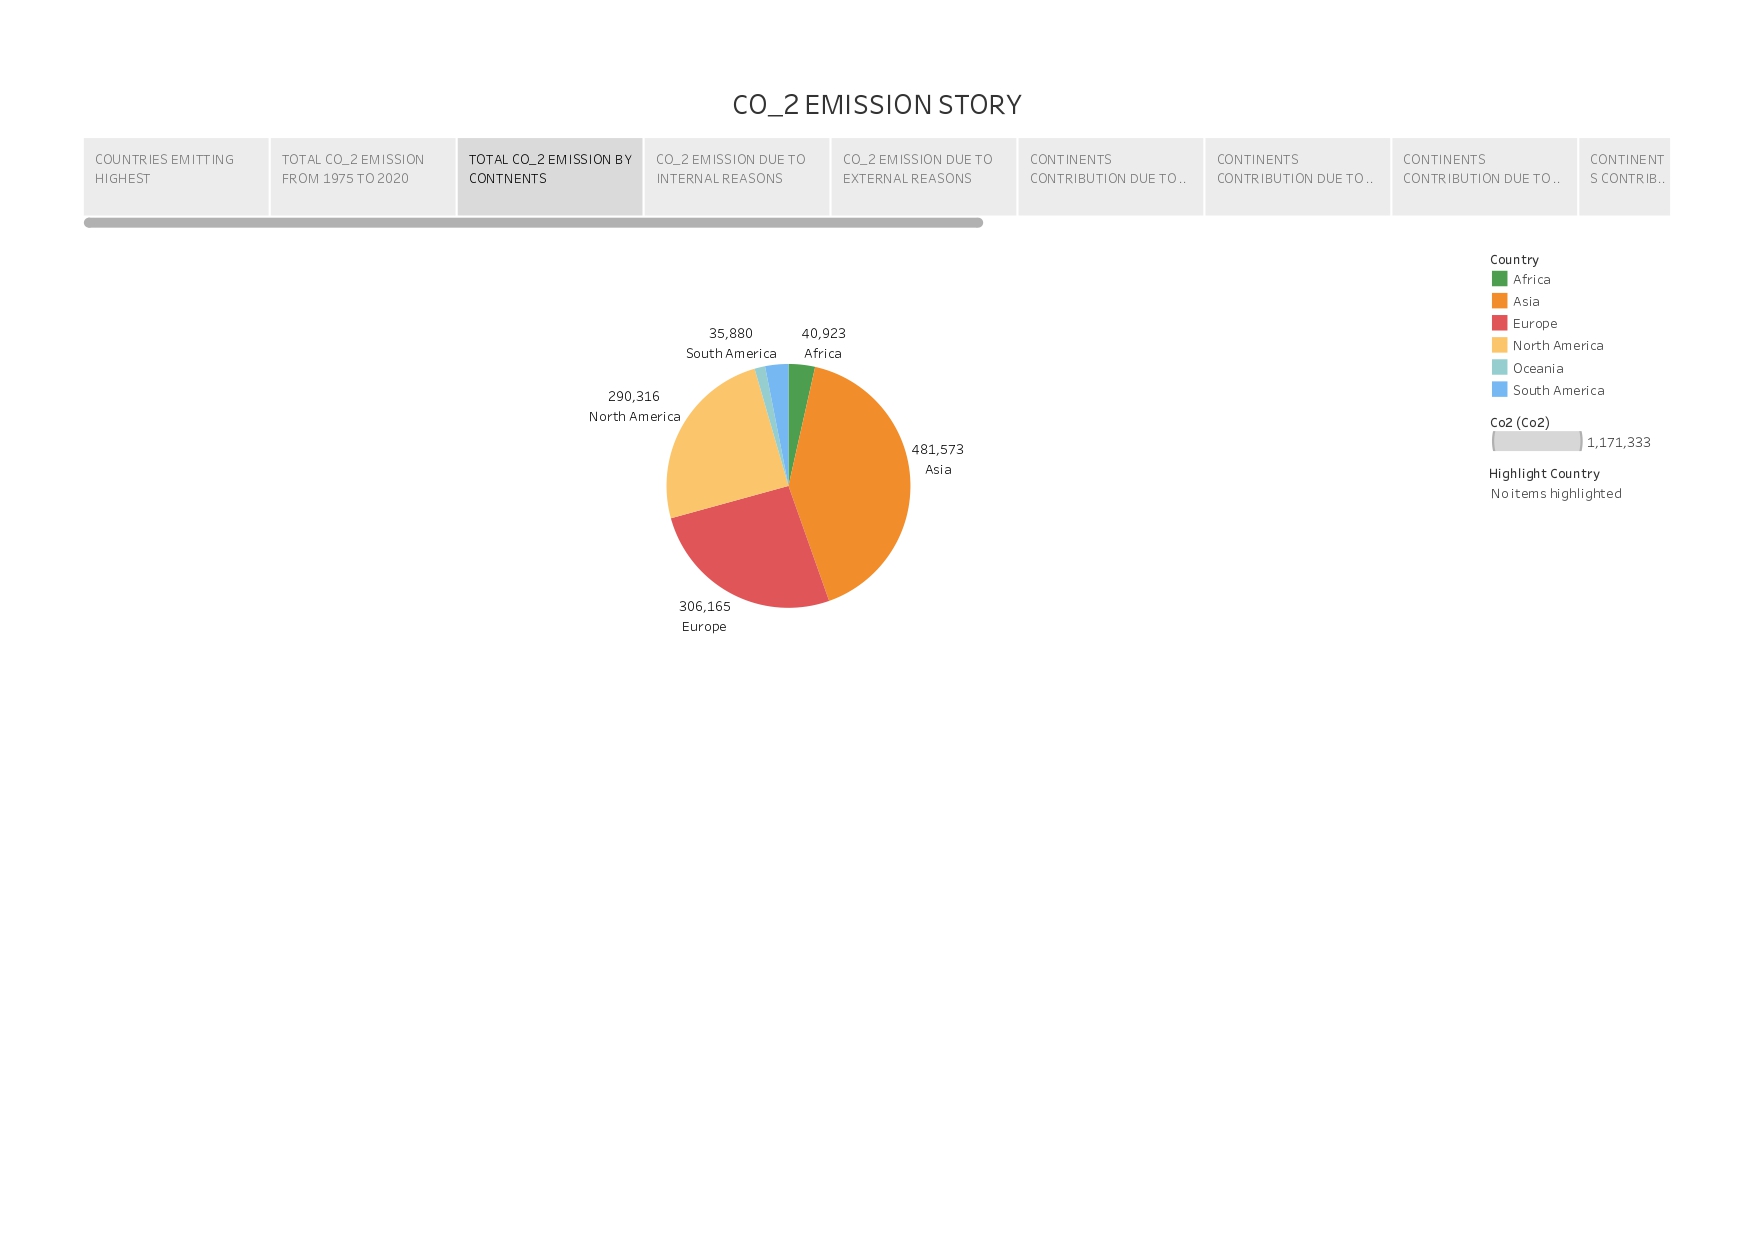 CO_2 EMISSION STORY
COUNTRIES EMITTING
HIGHEST
TOTAL CO_2 EMISSION
FROM 1975 TO 2020
TOTAL CO_2 EMISSION BY
CONTNENTS
CO_2 EMISSION DUE TO
INTERNAL REASONS
CO_2 EMISSION DUE TO
EXTERNAL REASONS
CONTINENTS
CONTRIBUTION DUE TO..
CONTINENTS
CONTRIBUTION DUE TO..
CONTINENTS
CONTRIBUTION DUE TO..
CONTINENT
S CONTRIB..
35,880
South America
40,923
Africa
290,316
North America
481,573
Asia
306,165
Europe
Country
Africa
Asia
Europe
North America
Oceania
South America
Co2 (Co2)
1,171,333
Highlight Country
No items highlighted